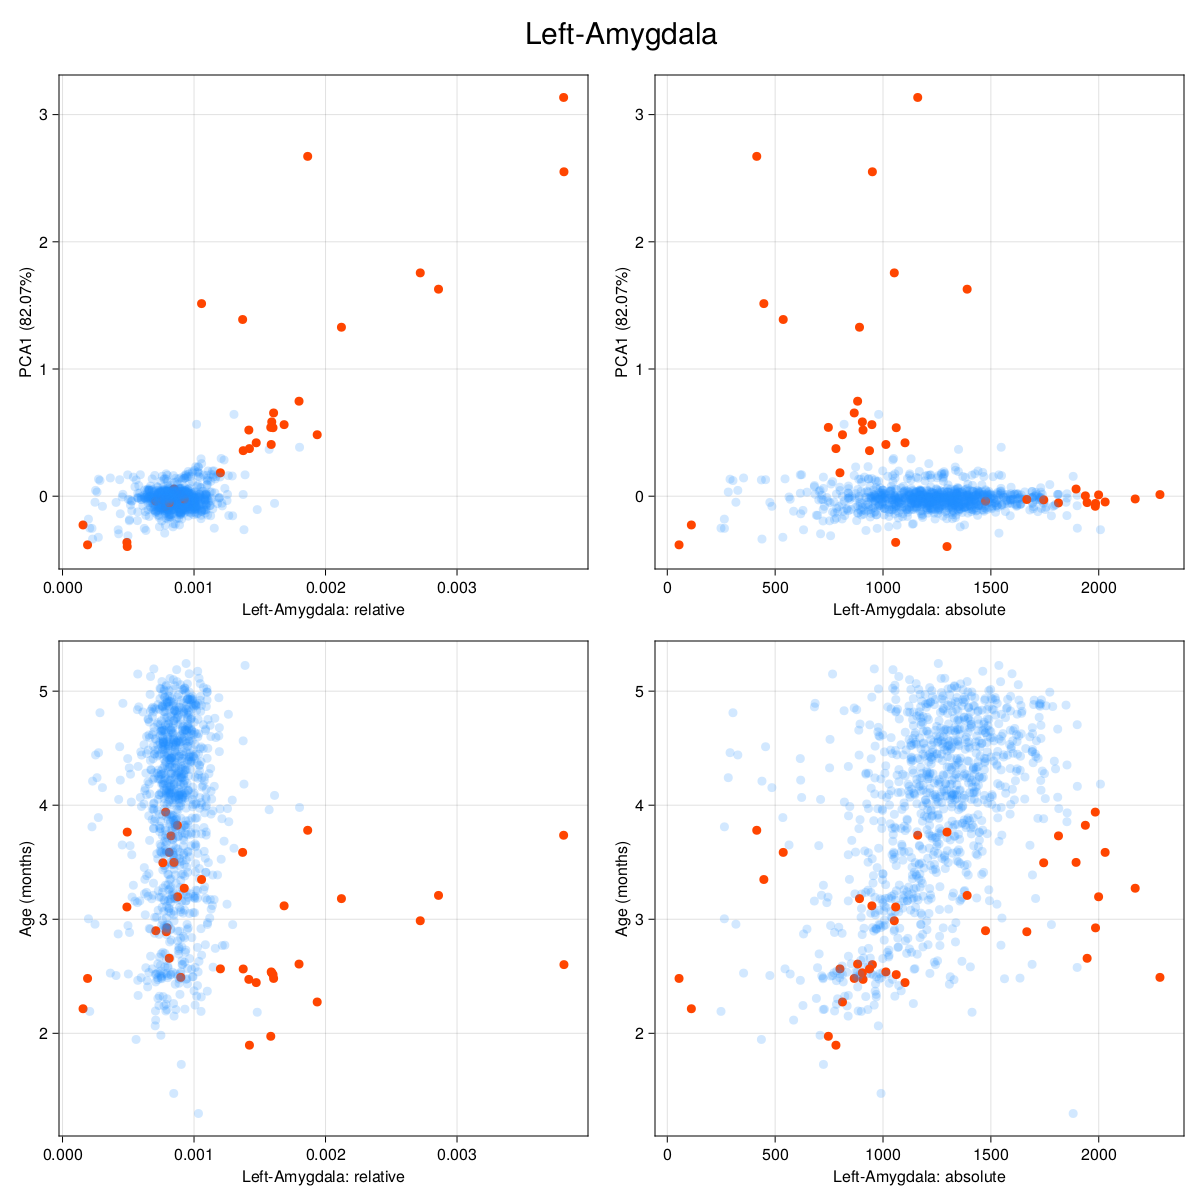 Left-Amygdala
3
2
1
0
PCA1 (82.07%)
0.000 0.001 0.002 0.003
Left-Amygdala: relative
3
2
1
0
PCA1 (82.07%)
0 500 1000 1500 2000
Left-Amygdala: absolute
5
4
3
2
Age (months)
0.000 0.001 0.002 0.003
Left-Amygdala: relative
5
4
3
2
Age (months)
0 500 1000 1500 2000
Left-Amygdala: absolute